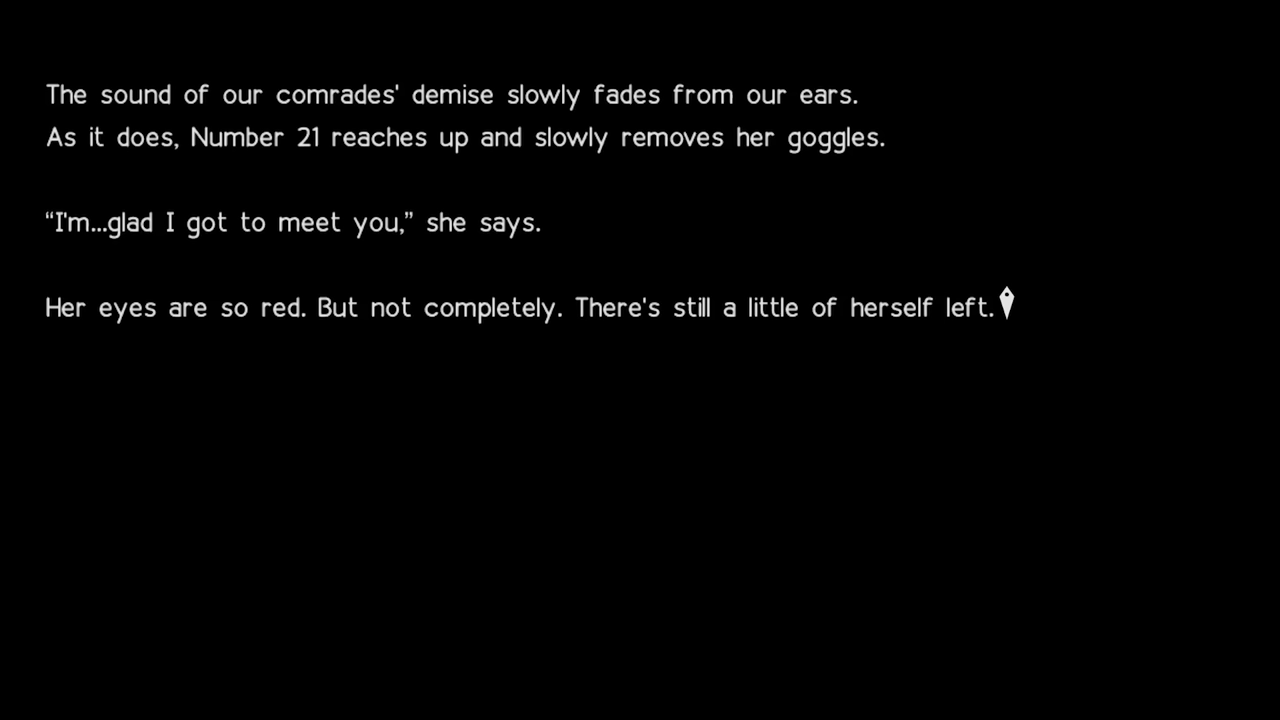 The sound of our comrades' demise slowly fades from our ears.
As it does, Number 21 reaches up and slowly removes her goggles.
“I'm...glad I got to meet you,” she says.
Her eyes are so red. But not completely. There's still a little of herself left.